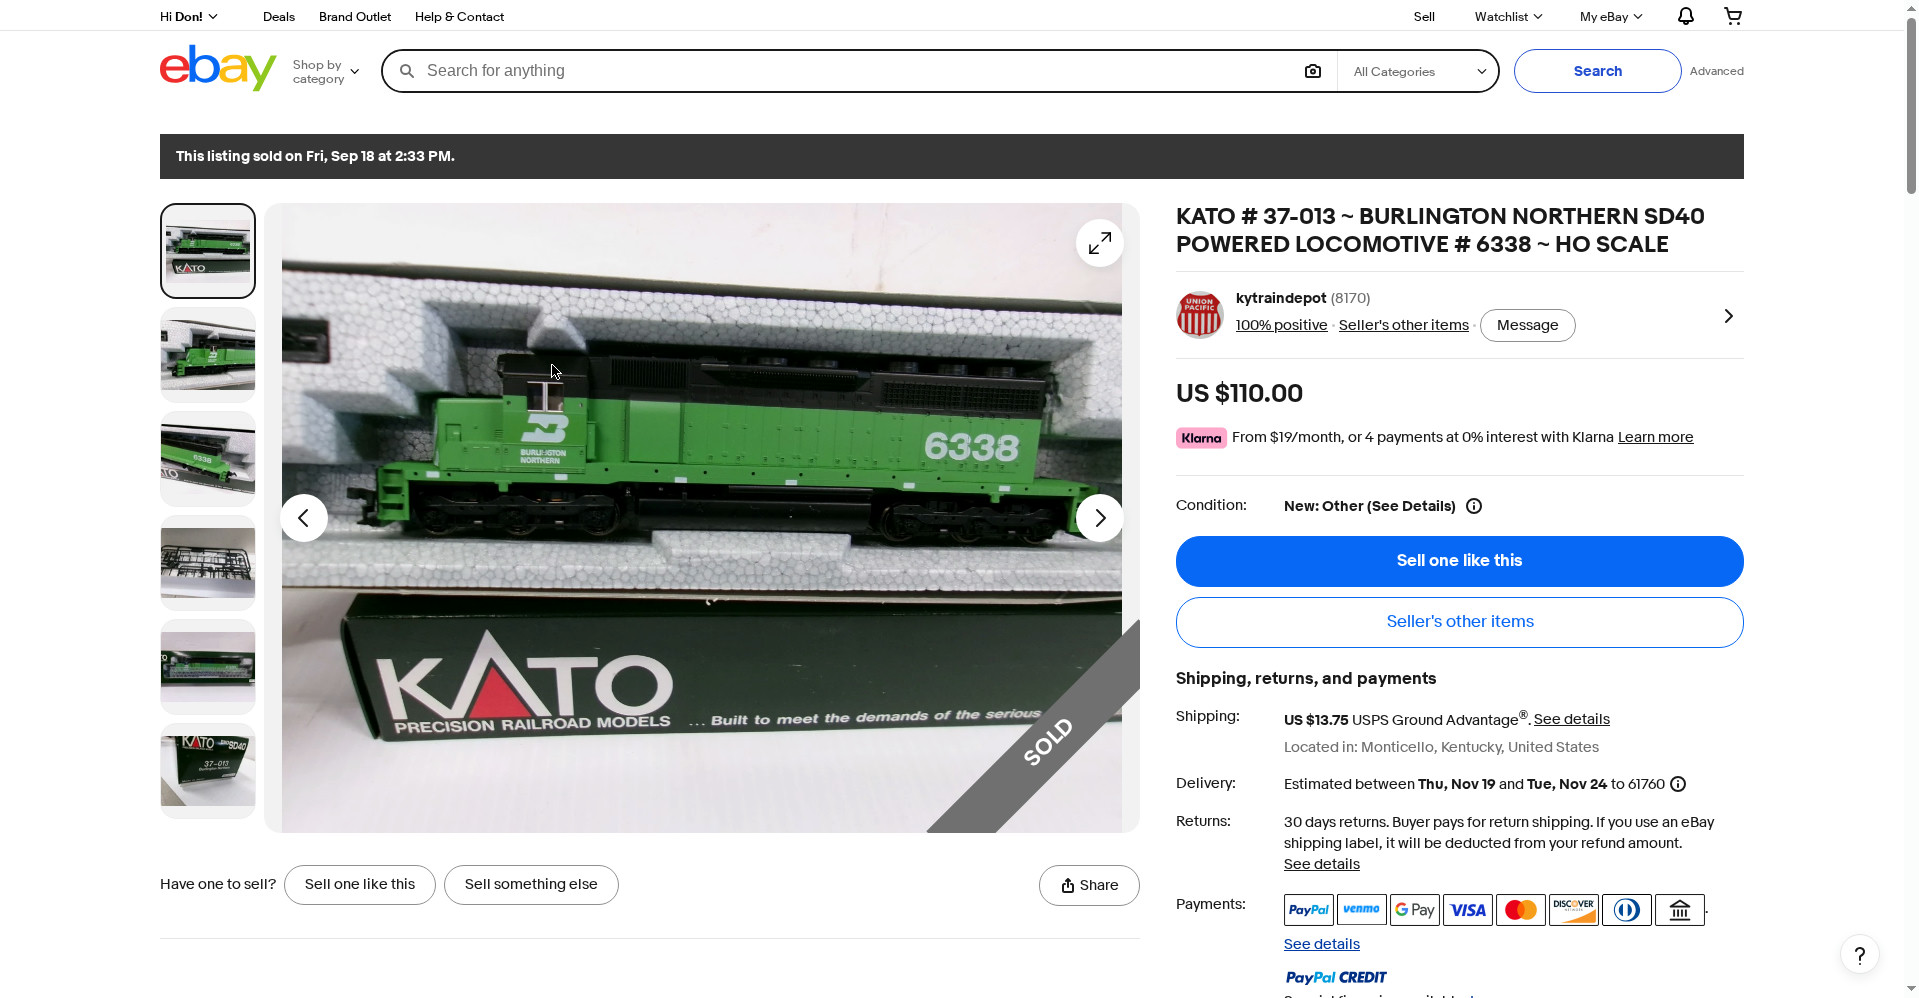 Hi Don!
Deals
Brand Outlet
Help & Contact
Sell
Watchlist
My eBay
ebay
Shop by category
Search for anything
All Categories
Search
Advanced
This listing sold on Fri, Sep 18 at 2:33 PM.
KATO
6338
KATO
SD40
37-013
6338
BURLINGTON
NORTHERN
KATO
PRECISION RAILROAD MODELS ... Built to meet the demands of the serious
SOLD
Have one to sell?
Sell one like this
Sell something else
Share
KATO # 37-013 ~ BURLINGTON NORTHERN SD40
POWERED LOCOMOTIVE # 6338 ~ HO SCALE
UNION
PACIFIC
kytraindepot (8170)
100% positive · Seller's other items · Message
US $110.00
Klarna From $19/month, or 4 payments at 0% interest with Klarna Learn more
Condition: New: Other (See Details)
Sell one like this
Seller's other items
Shipping, returns, and payments
Shipping: US $13.75 USPS Ground Advantage®. See details
Located in: Monticello, Kentucky, United States
Delivery: Estimated between Thu, Nov 19 and Tue, Nov 24 to 61760
Returns: 30 days returns. Buyer pays for return shipping. If you use an eBay
shipping label, it will be deducted from your refund amount.
See details
Payments: PayPal venmo G Pay VISA DISCOVER
See details
PayPal CREDIT
?